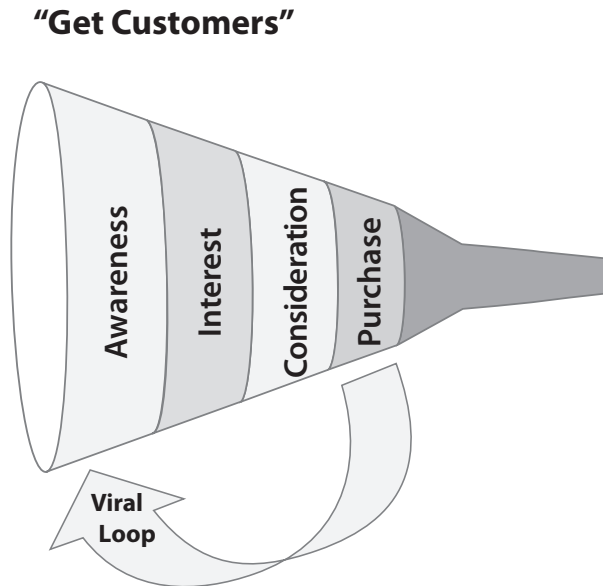 “Get Customers”
Awareness
Interest
Consideration
Purchase
Viral
Loop